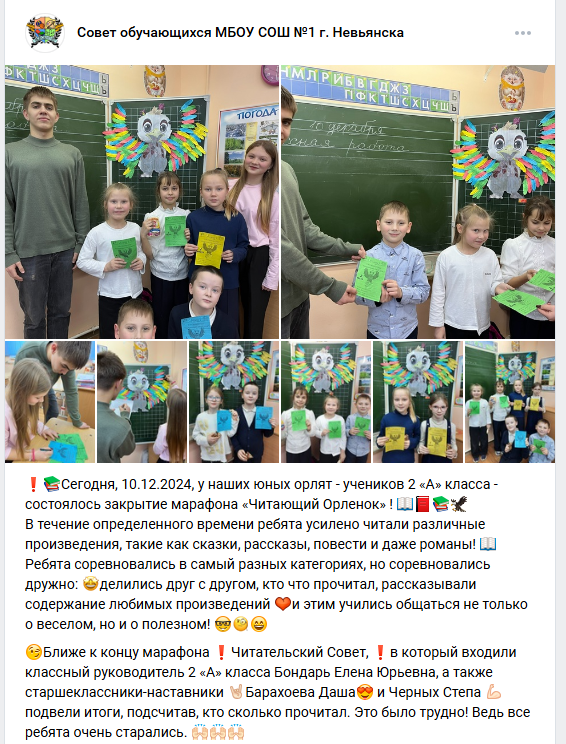 Совет обучающихся МБОУ СОШ №1 г. Невьянска
ЧМЛРЙБВГДЖЗ
ПФКТШСХЦЧЩ
ПОГОДА
10 декабря
работа
❗📚Сегодня, 10.12.2024, у наших юных орлят - учеников 2 «А» класса -
состоялось закрытие марафона «Читающий Орленок» ! 📖📕📚🦅
В течение определенного времени ребята усилено читали различные
произведения, такие как сказки, рассказы, повести и даже романы! 📖
Ребята соревновались в самый разных категориях, но соревновались
дружно: 🤩делились друг с другом, кто что прочитал, рассказывали
содержание любимых произведений ❤и этим учились общаться не только
о веселом, но и о полезном! 🤓🧐😄
😉Ближе к концу марафона ❗Читательский Совет, ❗в который входили
классный руководитель 2 «А» класса Бондарь Елена Юрьевна, а также
старшеклассники-наставники 🤘🏻Барахоева Даша😍 и Черных Степа 💪🏻
подвели итоги, подсчитав, кто сколько прочитал. Это было трудно! Ведь все
ребята очень старались. 🙌🏻🙌🏻🙌🏻